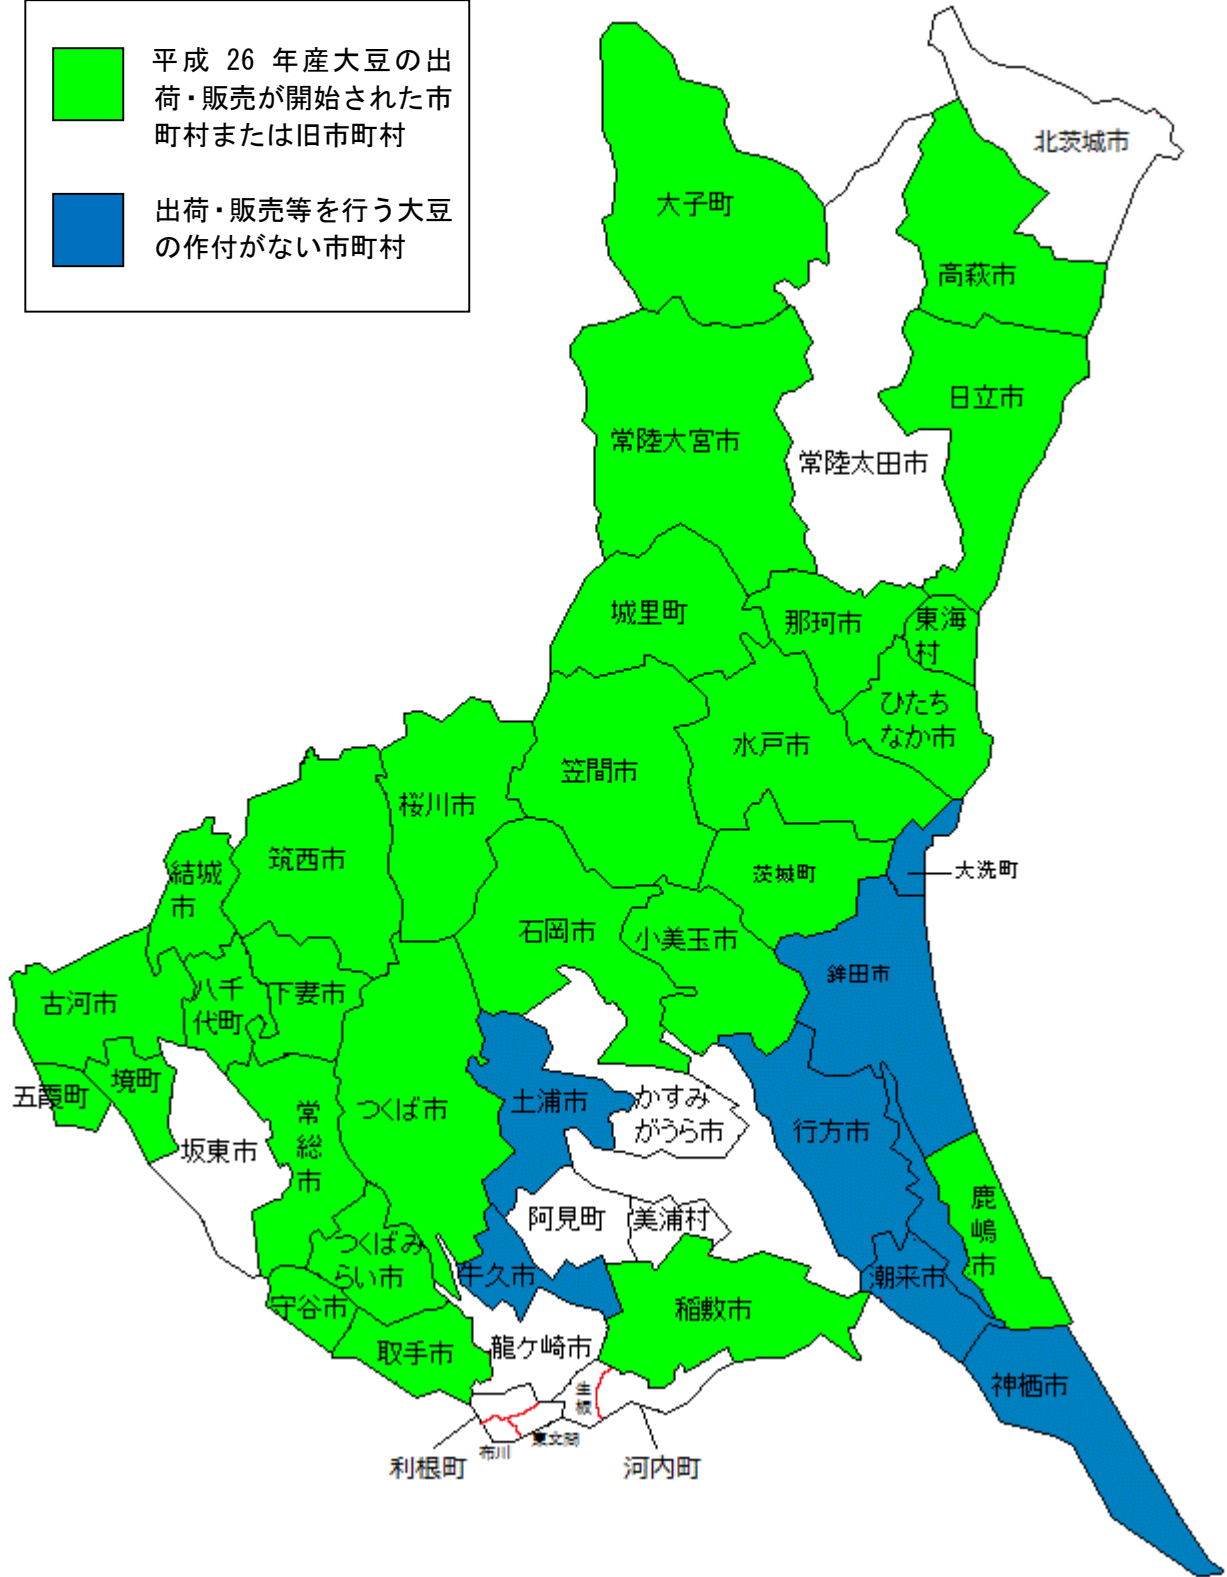 平成 26 年産大豆の出
荷・販売が開始された市
町村または旧市町村
出荷・販売等を行う大豆
の作付がない市町村
北茨城市
大子町
高萩市
日立市
常陸大宮市
常陸太田市
城里町
那珂市
東海
村
ひたち
なか市
水戸市
笠間市
桜川市
筑西市
結城
市
茨城町
大洗町
石岡市
小美玉市
鉾田市
古河市
八千
代町
下妻市
五霞町
境町
坂東市
常
総
市
つくば市
土浦市
かすみ
がうら市
行方市
阿見町
美浦村
鹿
嶋
市
つくばみ
らい市
牛久市
潮来市
守谷市
稲敷市
取手市
龍ケ崎市
神栖市
生
板
利根町
布川
東文間
河内町